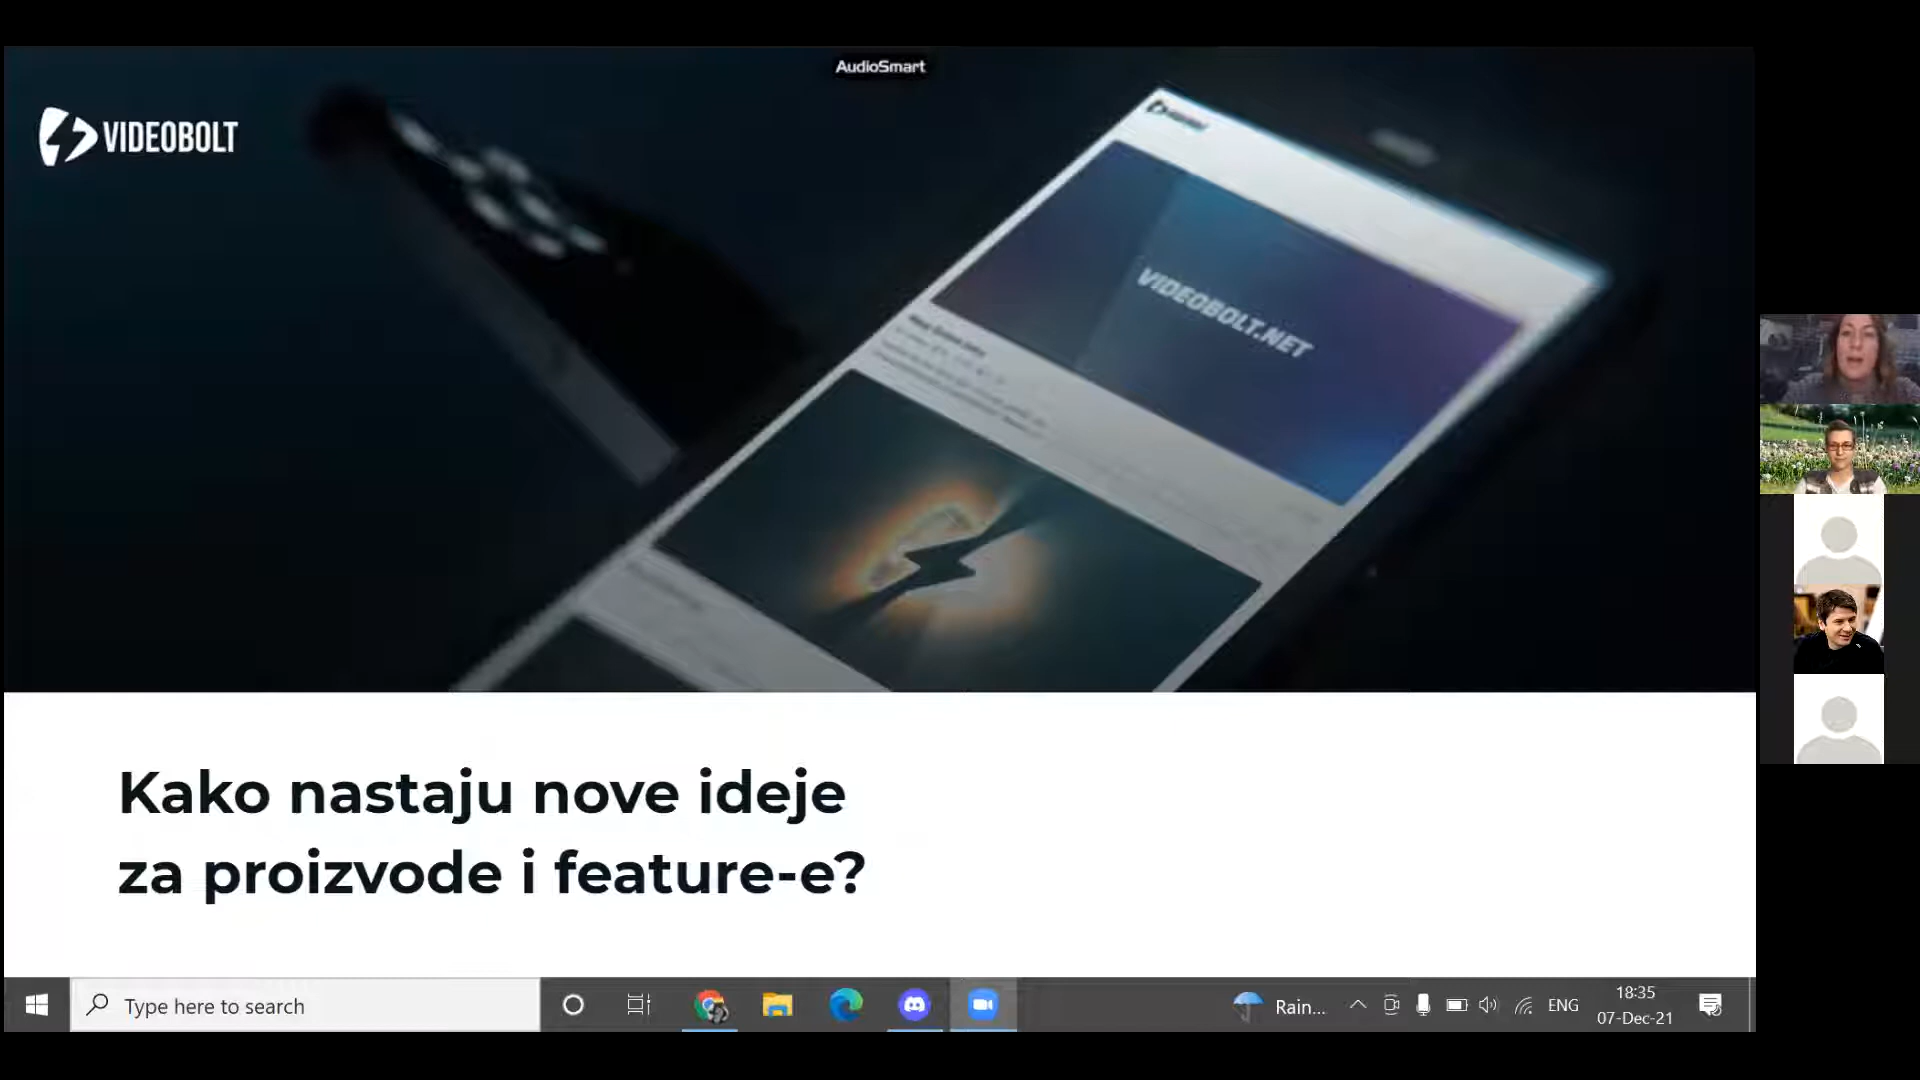 AudioSmart
VIDEOBOLT
VIDEOBOLT.NET
Kako nastaju nove ideje
za proizvode i feature-e?
Type here to search
Rain...
ENG
18:35
07-Dec-21